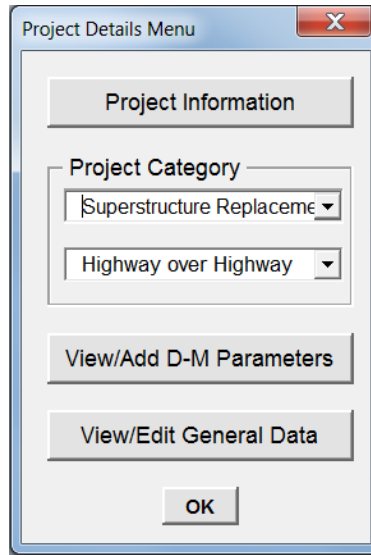 Project Details Menu
Project Information
Project Category
Superstructure Replaceme
Highway over Highway
View/Add D-M Parameters
View/Edit General Data
OK